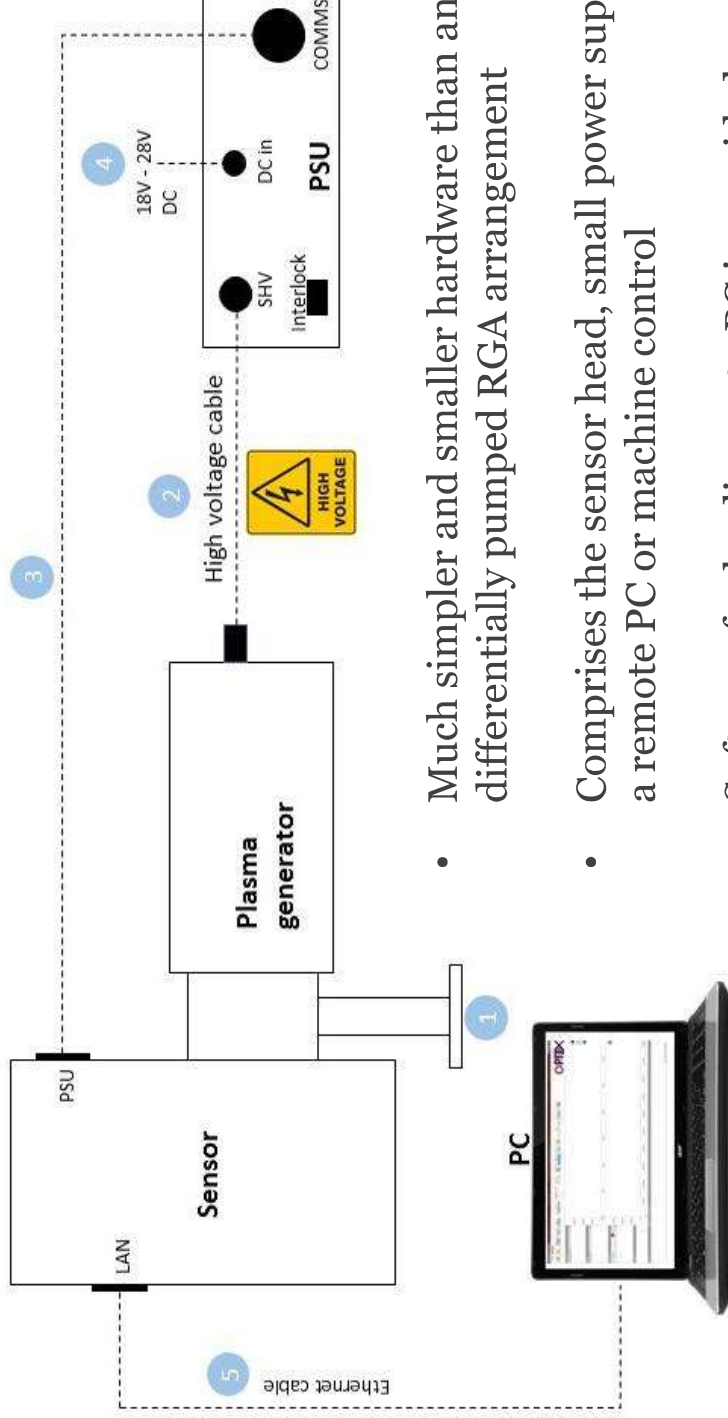 3
4
18V - 28V
DC
COMMS
DC in
PSU
SHV
Interlock
2
High voltage cable
HIGH
VOLTAGE
Plasma
generator
PSU
Sensor
LAN
1
5
Ethernet cable
PC
OPTIX
• Much simpler and smaller hardware than an
differentially pumped RGA arrangement
• Comprises the sensor head, small power sup
a remote PC or machine control